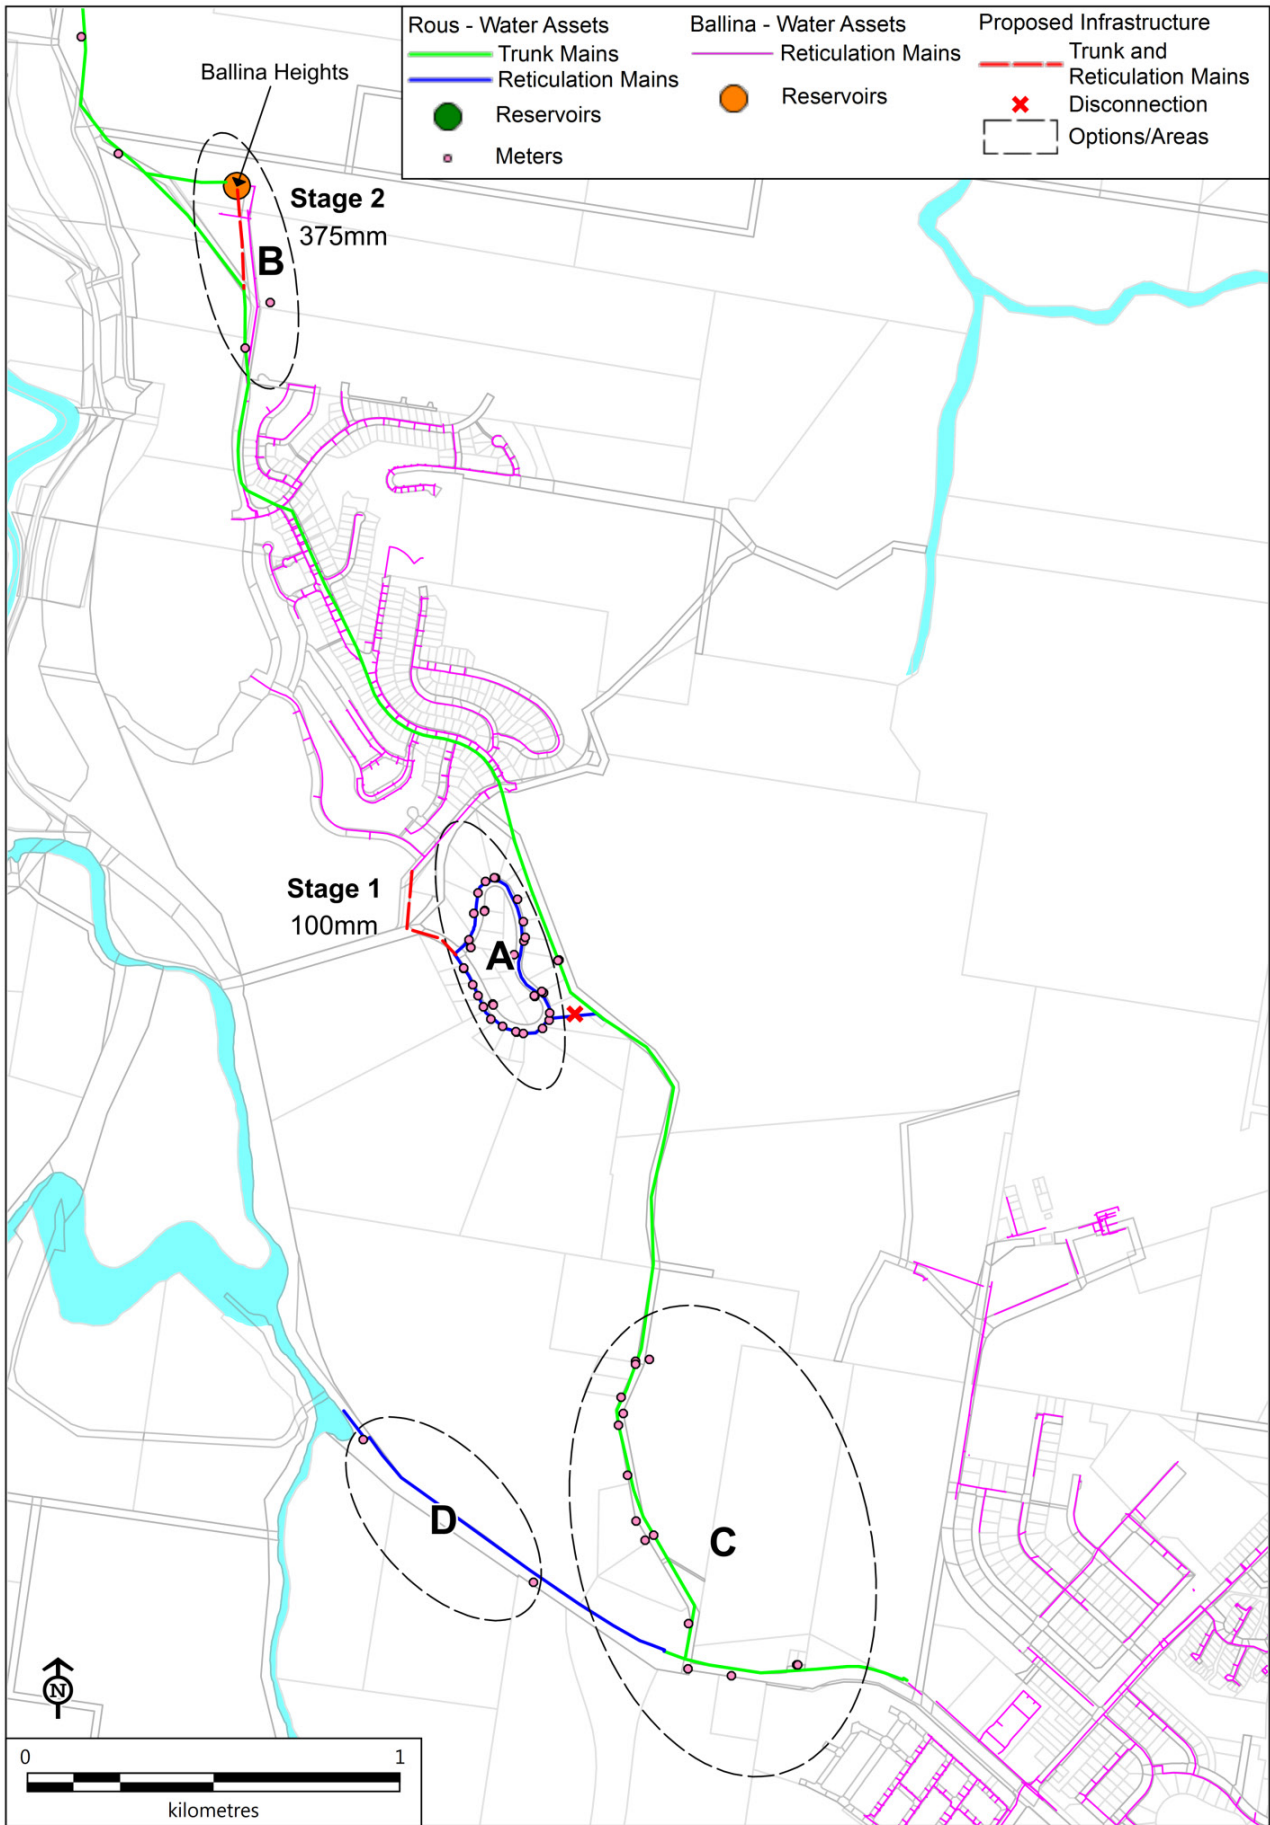 Rous - Water Assets
Trunk Mains
Reticulation Mains
Reservoirs
Meters
Ballina - Water Assets
Reticulation Mains
Reservoirs
Proposed Infrastructure
Trunk and
Reticulation Mains
Disconnection
Options/Areas
Ballina Heights
Stage 2
375mm
B
Stage 1
100mm
A
C
D
N
0 1
kilometres